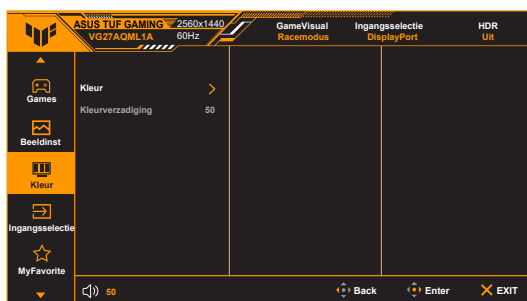 ASUS TUF GAMING 2560x1440
VG27AQML1A 60Hz
GameVisual
Racemodus
Ingangsselectie
DisplayPort
HDR
Uit
Games
Beeldinst
Kleur
Ingangsselectie
MyFavorite
Kleur
Kleurverzadiging 50
50
Back
Enter
EXIT